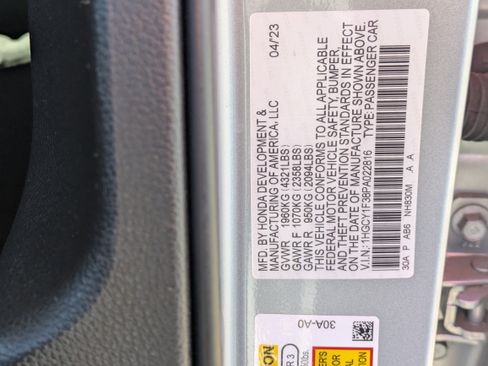 MFD. BY HONDA DEVELOPMENT & 04/23
MANUFACTURING OF AMERICA, LLC
GVWR 1960KG (4321LBS)
GAWR F 1070KG (2358LBS)
GAWR R 950KG (2094LBS)
THIS VEHICLE CONFORMS TO ALL APPLICABLE
FEDERAL MOTOR VEHICLE SAFETY, BUMPER,
AND THEFT PREVENTION STANDARDS IN EFFECT
ON THE DATE OF MANUFACTURE SHOWN ABOVE.
V.I.N: 1HGCY1F38PA022816 TYPE:PASSENGER CAR
30A P AB6 NH830M A A
30A-A0